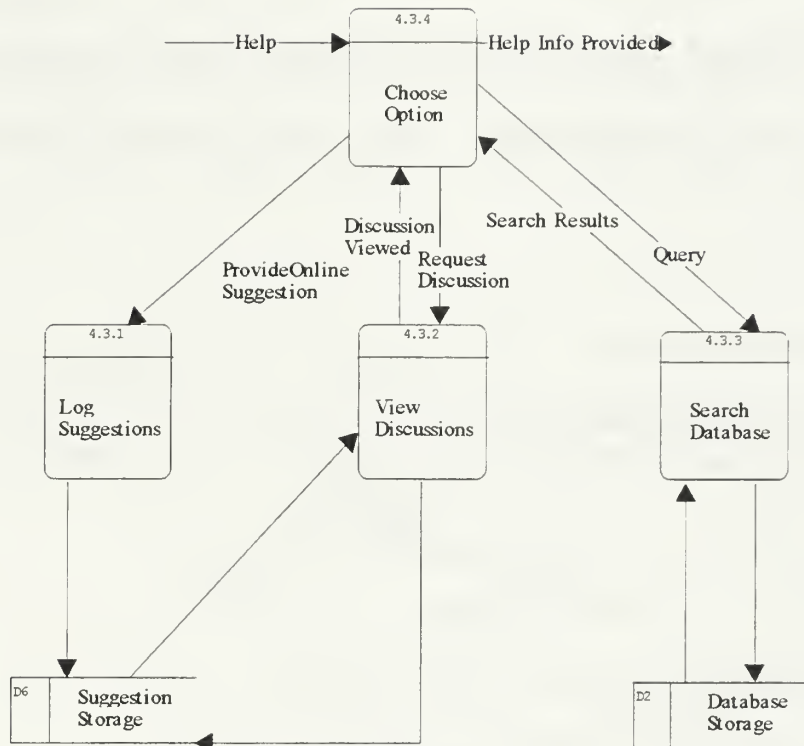 4.3.4
Help
Help Info Provided
Choose
Option
Discussion
Viewed
Search Results
Request
Discussion
Query
ProvideOnline
Suggestion
4.3.1
4.3.2
4.3.3
Log
Suggestions
View
Discussions
Search
Database
D6
Suggestion
Storage
D2
Database
Storage